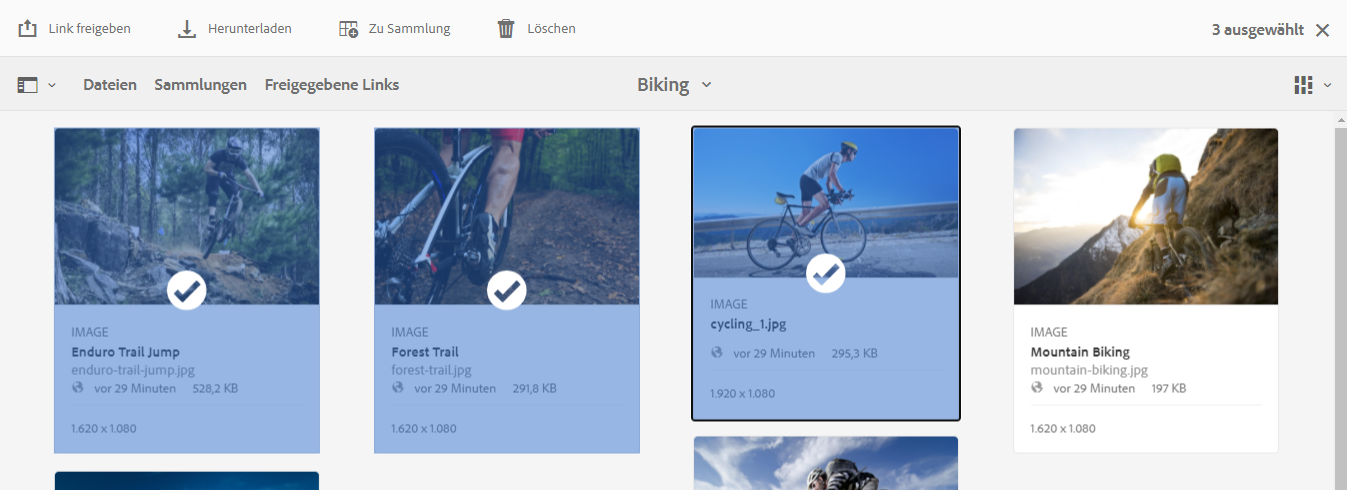 Link freigeben Herunterladen Zu Sammlung Löschen 3 ausgewählt
Dateien Sammlungen Freigegebene Links Biking
IMAGE
Enduro Trail Jump
enduro-trail-jump.jpg
vor 29 Minuten 528,2 KB
1.620 x 1.080
IMAGE
Forest Trail
forest-trail.jpg
vor 29 Minuten 291,8 KB
1.620 x 1.080
IMAGE
cycling_1.jpg
vor 29 Minuten 295,3 KB
1.920 x 1.080
IMAGE
Mountain Biking
mountain-biking.jpg
vor 29 Minuten 197 KB
1.620 x 1.080